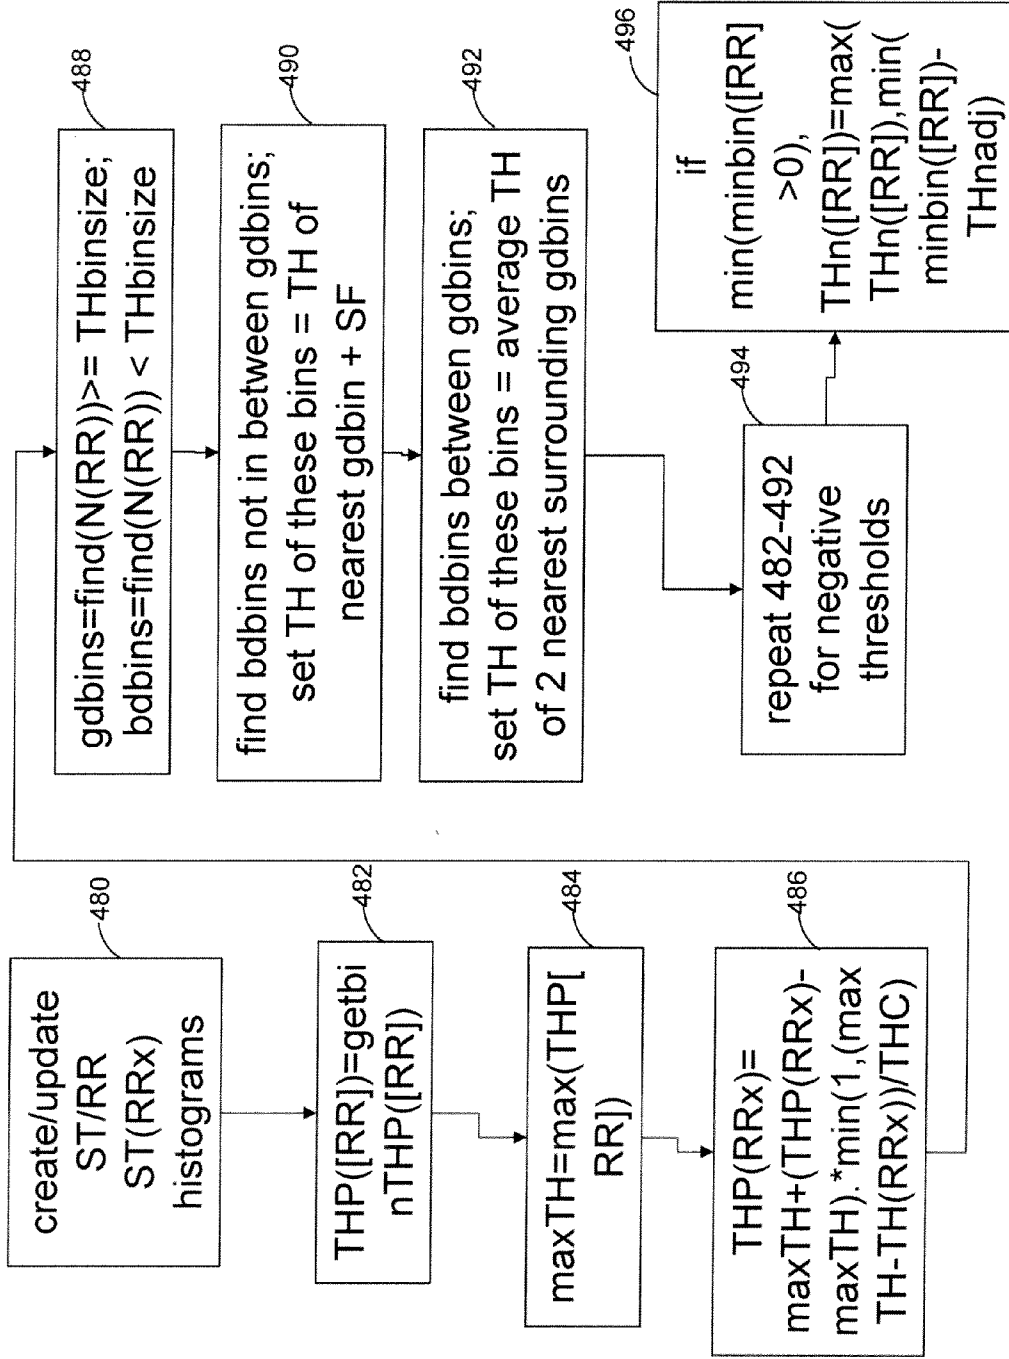 create/update
ST/RR
ST(RRx)
histograms
480
THP([RR])=getbi
nTHP([RR])
482
maxTH=max(THP[
RR])
484
THP(RRx)=
maxTH+(THP(RRx)-
maxTH).*min(1,(max
TH-TH(RRx))/THC)
486
gdbins=find(N(RR))>= THbinsize;
bdbins=find(N(RR)) < THbinsize
488
find bdbins not in between gdbins;
set TH of these bins = TH of
nearest gdbin + SF
490
find bdbins between gdbins;
set TH of these bins = average TH
of 2 nearest surrounding gdbins
492
repeat 482-492
for negative
thresholds
494
if
min(minbin([RR]
>0),
THn([RR])=max(
THn([RR]),min(
minbin([RR])-
THnadj)
496